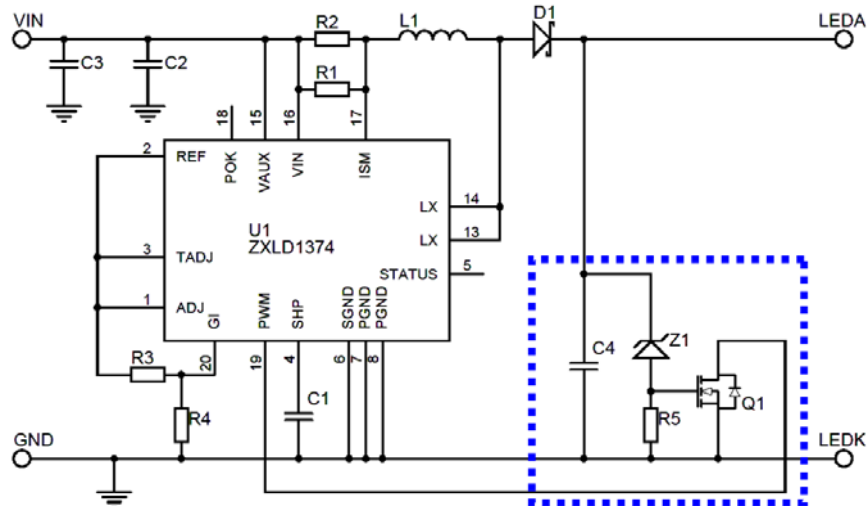 VIN
R2
L1
D1
LEDA
C3
C2
R1
18
15
16
17
2
REF
POK
VAUX
VIN
ISM
LX
14
U1
ZXLD1374
LX
13
3
TADJ
STATUS
5
1
ADJ
GI
PWM
SHP
SGND
PGND
PGND
20
19
4
6
7
8
R3
R4
C1
C4
Z1
R5
Q1
GND
LEDK